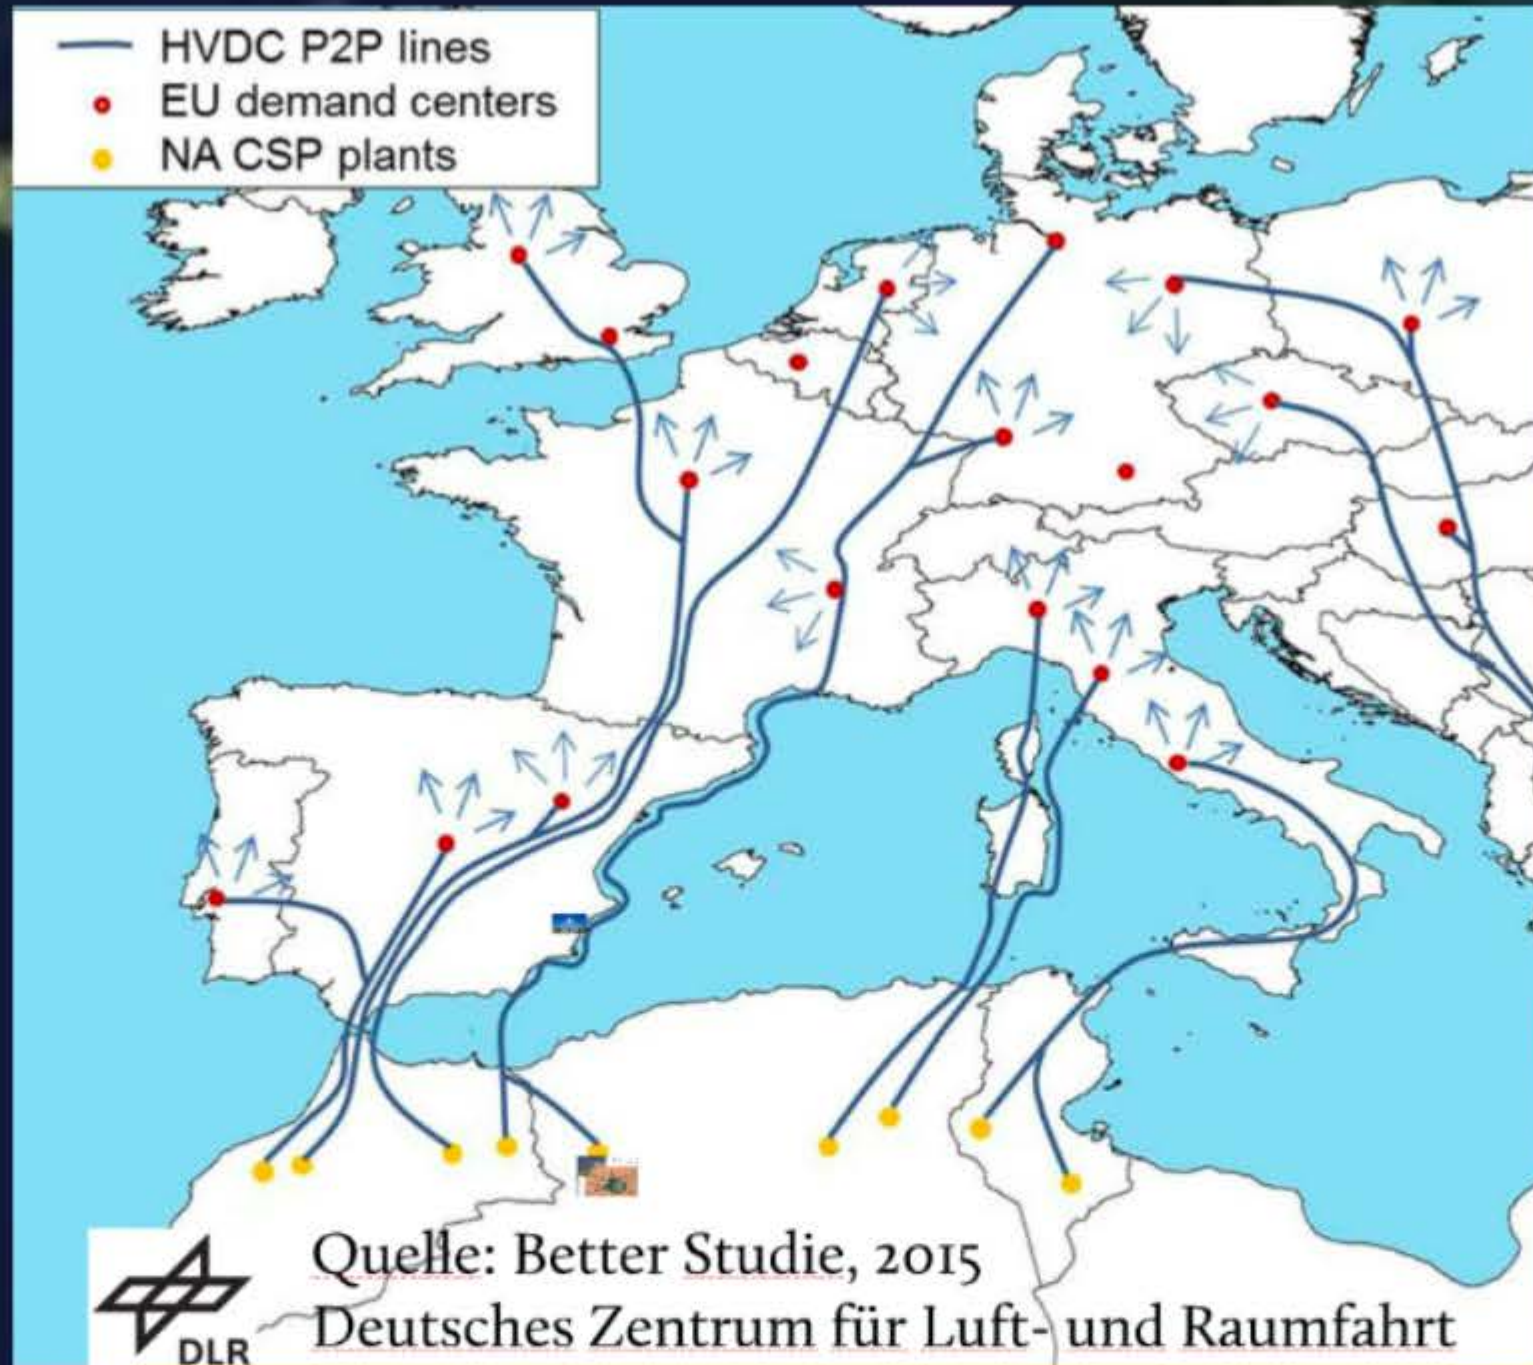 HVDC P2P lines
EU demand centers
NA CSP plants
Quelle: Better Studie, 2015
Deutsches Zentrum für Luft- und Raumfahrt
DLR